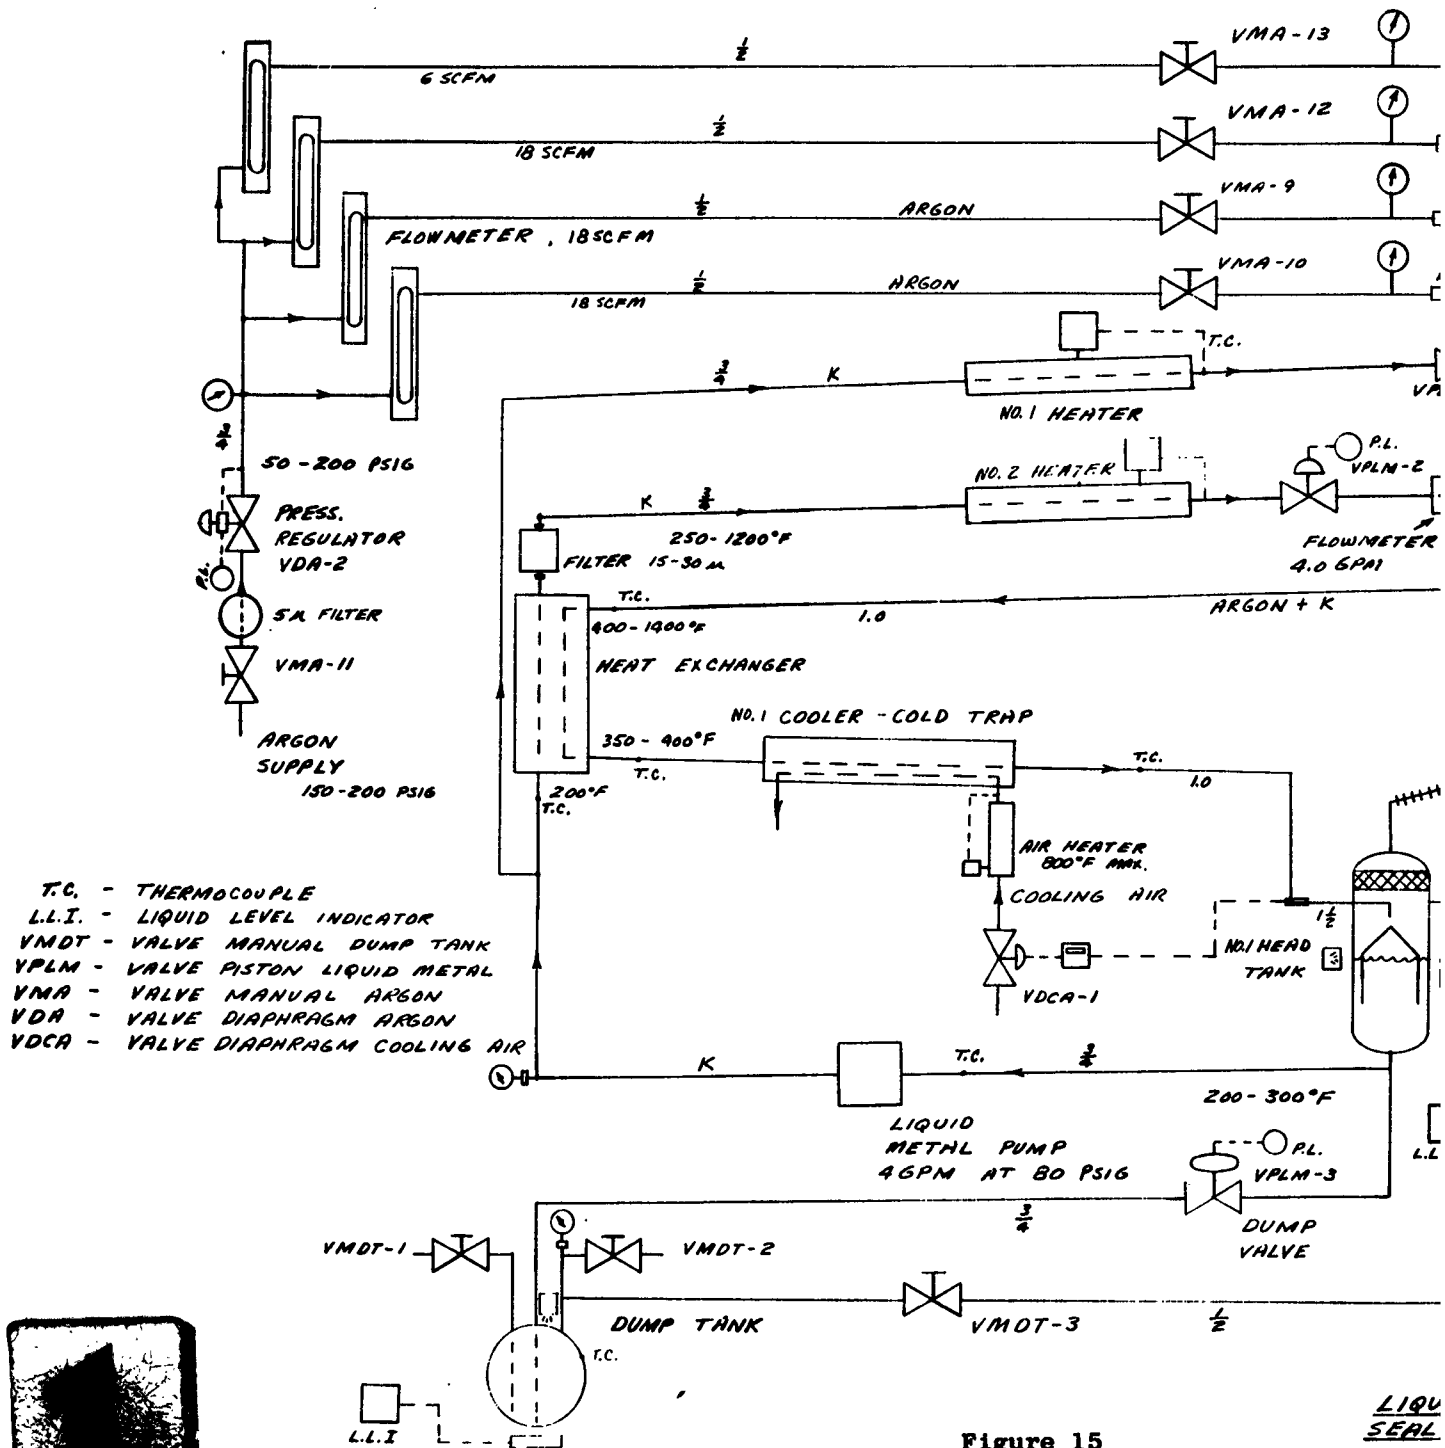 1/2
VMA-13
6 SCFM
1/2
VMA-12
18 SCFM
1/2
ARGON
VMA-9
FLOWMETER, 18 SCFM
1/2
ARGON
VMA-10
18 SCFM
T.C.
3/4
K
NO.1 HEATER
3/4
50-200 PSIG
P.L.
VPLM-2
NO.2 HEATER
K
3/4
PRESS.
REGULATOR
VDA-2
P.L.
250-1200°F
FILTER 15-30 μ
FLOWMETER
4.0 GPM
T.C.
1.0
ARGON + K
5μ FILTER
400-1400°F
VMA-11
HEAT EXCHANGER
NO.1 COOLER - COLD TRAP
ARGON
SUPPLY
150-200 PSIG
350-400°F
T.C.
T.C.
1.0
200°F
T.C.
AIR HEATER
800°F MAX.
COOLING AIR
1 1/2
NO.1 HEAD
TANK
VDCA-1
T.C. - THERMOCOUPLE
L.L.I. - LIQUID LEVEL INDICATOR
VMDT - VALVE MANUAL DUMP TANK
VPLM - VALVE PISTON LIQUID METAL
VMA - VALVE MANUAL ARGON
VDA - VALVE DIAPHRAGM ARGON
VDCA - VALVE DIAPHRAGM COOLING AIR
K
T.C.
3/4
200-300°F
LIQUID
METAL PUMP
4 GPM AT 80 PSIG
P.L.
VPLM-3
3/4
DUMP
VALVE
VMDT-1
VMDT-2
DUMP TANK
VMDT-3
1/2
T.C.
L.L.I
LIQU
SEAL
Figure 15